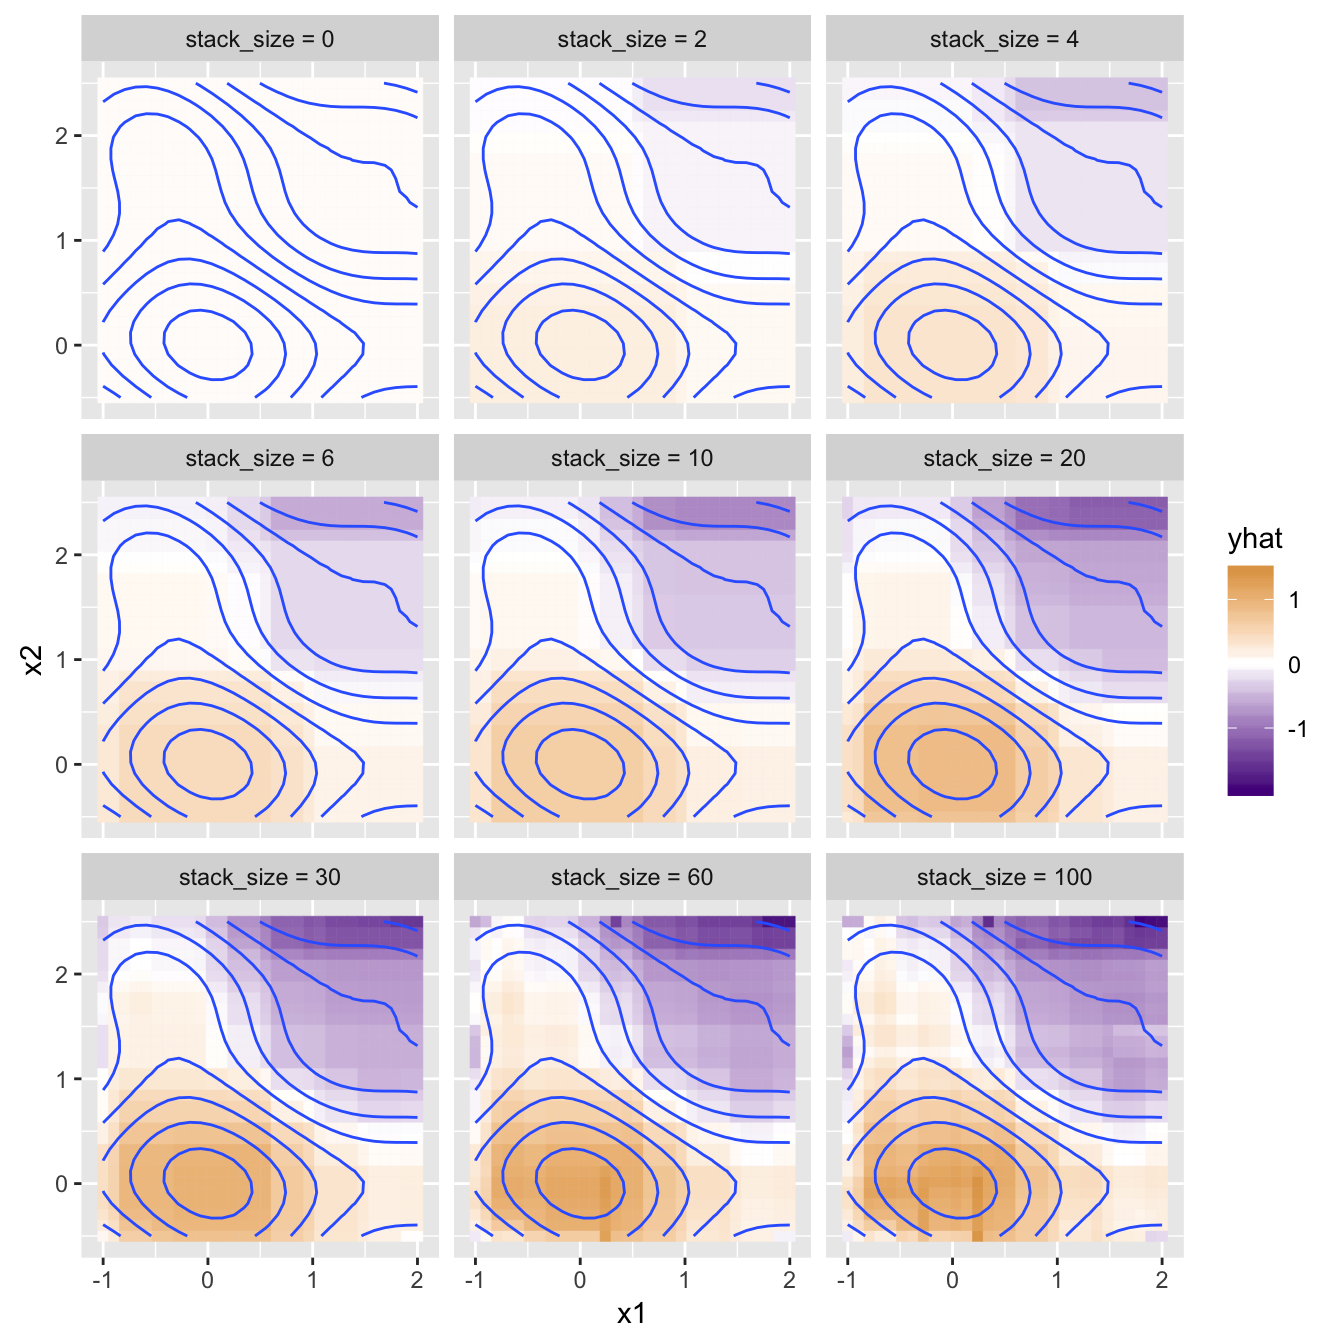 stack_size = 0
stack_size = 2
stack_size = 4
2
1
0
stack_size = 6
stack_size = 10
stack_size = 20
2
1
0
x2
yhat
1
0
-1
stack_size = 30
stack_size = 60
stack_size = 100
2
1
0
-1 0 1 2
-1 0 1 2
-1 0 1 2
x1